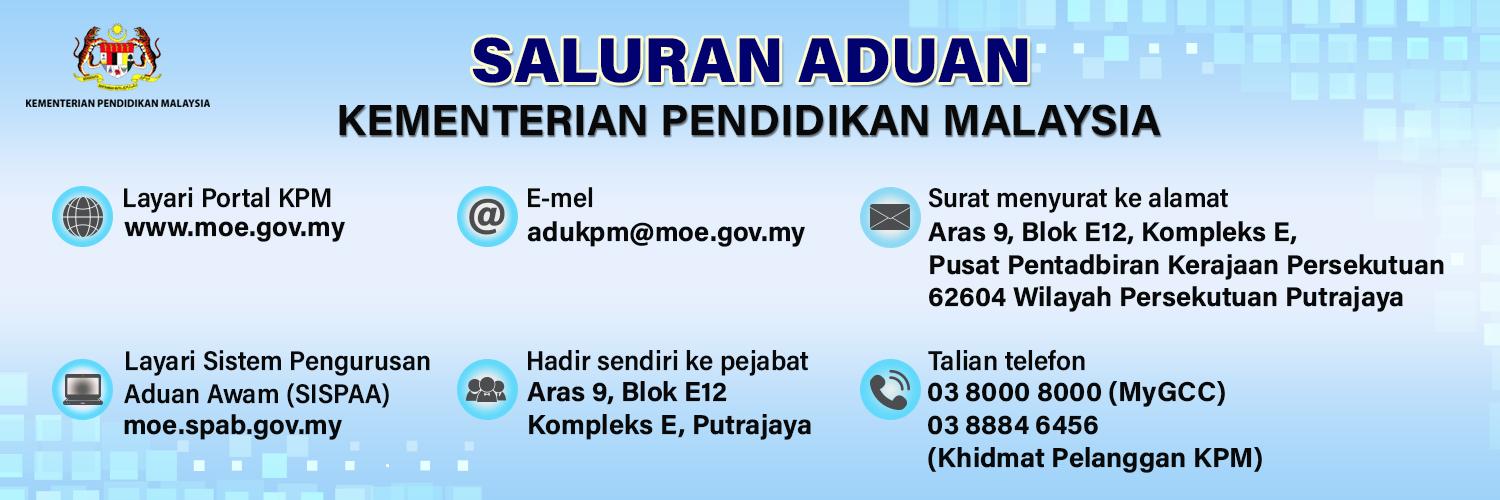 KEMENTERIAN PENDIDIKAN MALAYSIA
SALURAN ADUAN
KEMENTERIAN PENDIDIKAN MALAYSIA
Layari Portal KPM
www.moe.gov.my
E-mel
adukpm@moe.gov.my
Surat menyurat ke alamat
Aras 9, Blok E12, Kompleks E,
Pusat Pentadbiran Kerajaan Persekutuan
62604 Wilayah Persekutuan Putrajaya
Layari Sistem Pengurusan
Aduan Awam (SISPAA)
moe.spab.gov.my
Hadir sendiri ke pejabat
Aras 9, Blok E12
Kompleks E, Putrajaya
Talian telefon
03 8000 8000 (MyGCC)
03 8884 6456
(Khidmat Pelanggan KPM)